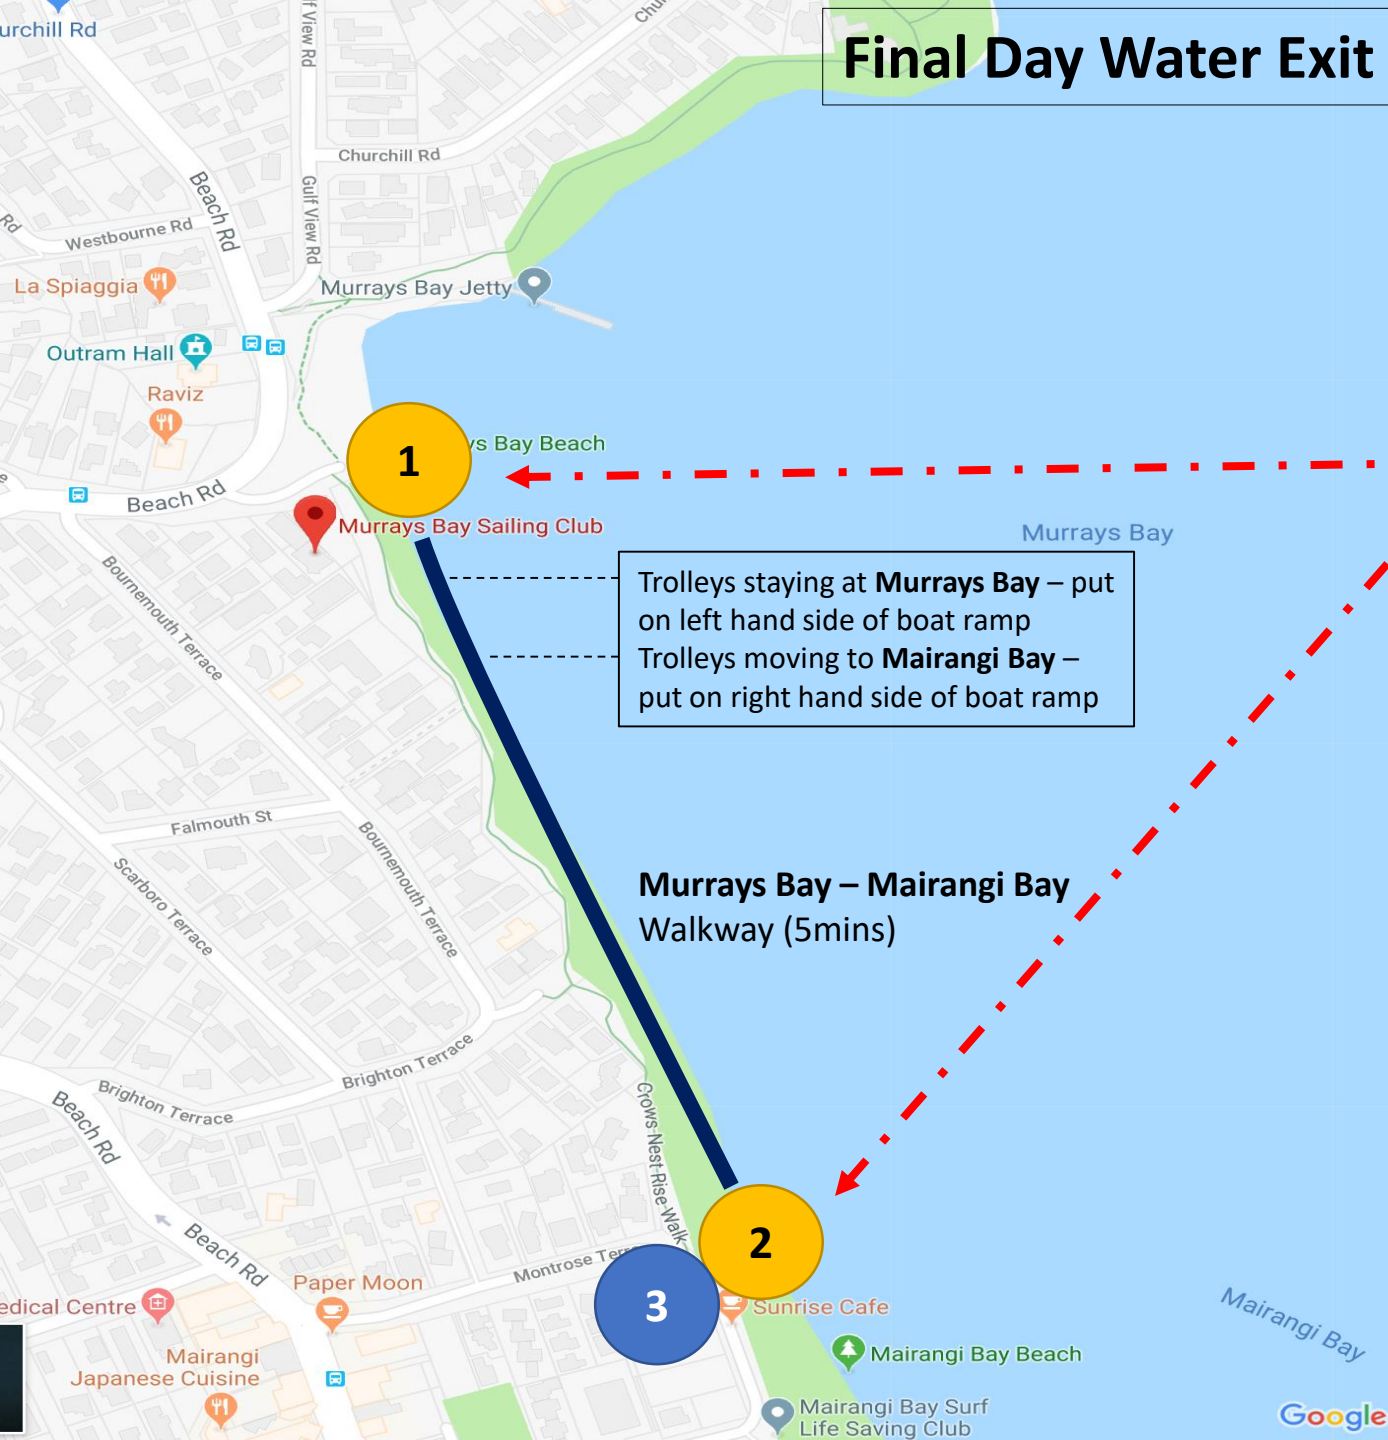 Final Day Water Exit
urchill Rd
Gulf View Rd
Churchill Rd
Beach Rd
Gulf View Rd
Rd
Westbourne Rd
La Spiaggia
Murrays Bay Jetty
Outram Hall
Raviz
1
ys Bay Beach
Beach Rd
Murrays Bay Sailing Club
Murrays Bay
Trolleys staying at Murrays Bay – put
on left hand side of boat ramp
Trolleys moving to Mairangi Bay –
put on right hand side of boat ramp
Bournemouth Terrace
Falmouth St
Scarboro Terrace
Bournemouth Terrace
Murrays Bay – Mairangi Bay
Walkway (5mins)
Brighton Terrace
Brighton Terrace
Beach Rd
Crows-Nest-Rise-Walk
2
Beach Rd
Montrose Terr
3
Paper Moon
edical Centre
Sunrise Cafe
Mairangi Bay
Mairangi
Japanese Cuisine
Mairangi Bay Beach
Mairangi Bay Surf
Life Saving Club
Google